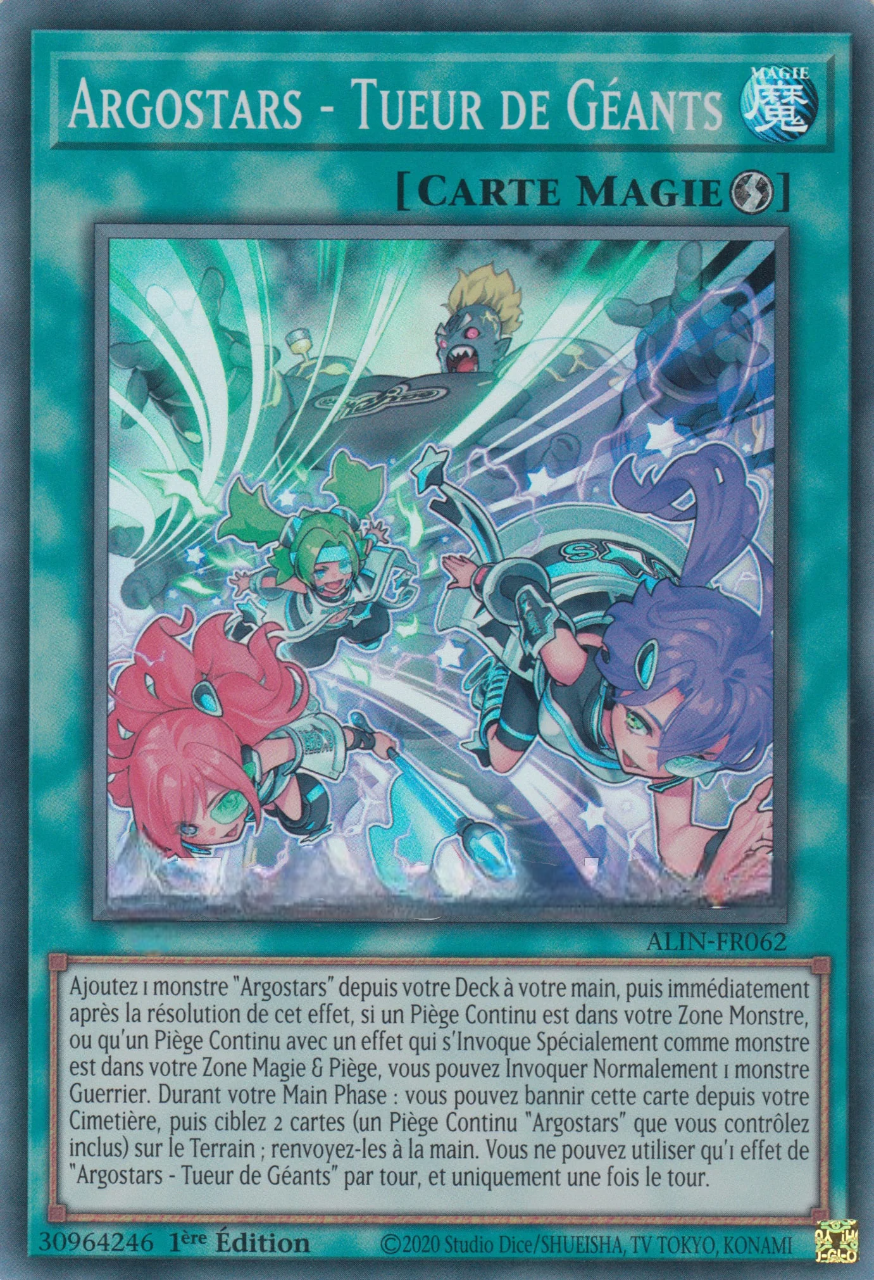 ARGOSTARS - TUEUR DE GÉANTS
MAGIE
魔
[CARTE MAGIE]
ALIN-FR062
Ajoutez 1 monstre "Argostars" depuis votre Deck à votre main, puis immédiatement
après la résolution de cet effet, si un Piège Continu est dans votre Zone Monstre,
ou qu'un Piège Continu avec un effet qui s'Invoque Spécialement comme monstre
est dans votre Zone Magie & Piège, vous pouvez Invoquer Normalement 1 monstre
Guerrier. Durant votre Main Phase : vous pouvez bannir cette carte depuis votre
Cimetière, puis ciblez 2 cartes (un Piège Continu "Argostars" que vous contrôlez
inclus) sur le Terrain ; renvoyez-les à la main. Vous ne pouvez utiliser qu'1 effet de
"Argostars - Tueur de Géants" par tour, et uniquement une fois le tour.
30964246 1ère Édition ©2020 Studio Dice/SHUEISHA, TV TOKYO, KONAMI